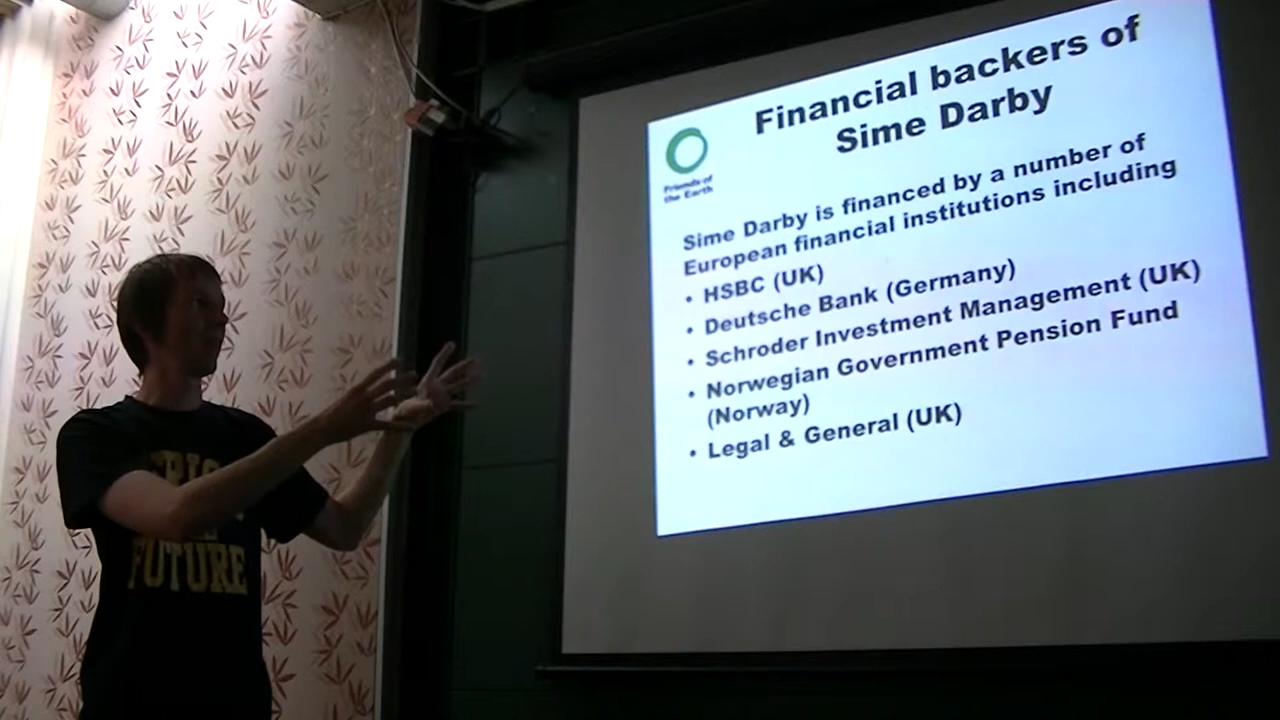 Financial backers of
Sime Darby
Friends of
the Earth
Sime Darby is financed by a number of
European financial institutions including
• HSBC (UK)
• Deutsche Bank (Germany)
• Schroder Investment Management (UK)
• Norwegian Government Pension Fund
(Norway)
• Legal & General (UK)
FUTURE